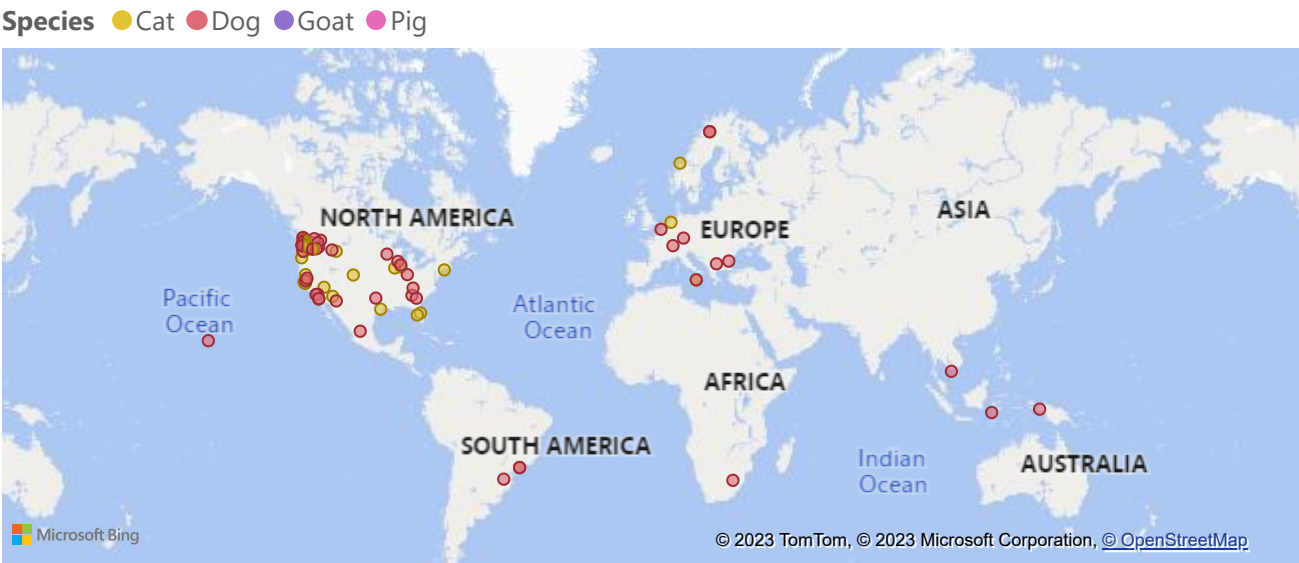 Species Cat Dog Goat Pig
NORTH AMERICA
ASIA
EUROPE
Pacific
Ocean
Atlantic
Ocean
AFRICA
SOUTH AMERICA
Indian
Ocean
AUSTRALIA
Microsoft Bing
© 2023 TomTom, © 2023 Microsoft Corporation, © OpenStreetMap